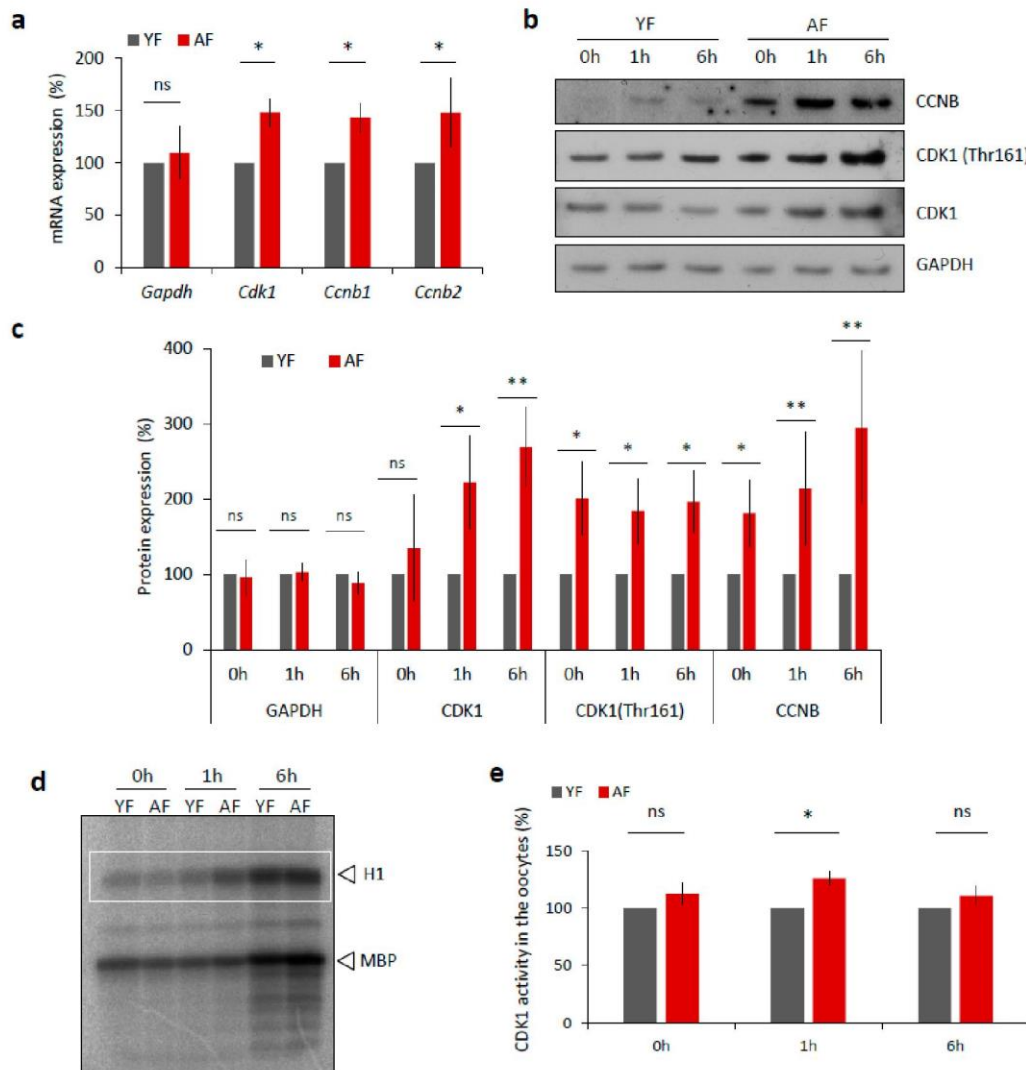 a
YF AF
mRNA expression (%)
200
150
100
50
0
ns * * *
Gapdh Cdk1 Ccnb1 Ccnb2
b
YF AF
0h 1h 6h 0h 1h 6h
CCNB
CDK1 (Thr161)
CDK1
GAPDH
c
YF AF
Protein expression (%)
400
300
200
100
0
ns ns ns ns * ** * * * * ** **
0h 1h 6h 0h 1h 6h 0h 1h 6h 0h 1h 6h
GAPDH CDK1 CDK1(Thr161) CCNB
d
0h 1h 6h
YF AF YF AF YF AF
H1
MBP
e
YF AF
CDK1 activity in the oocytes (%)
150
100
50
0
ns * ns
0h 1h 6h